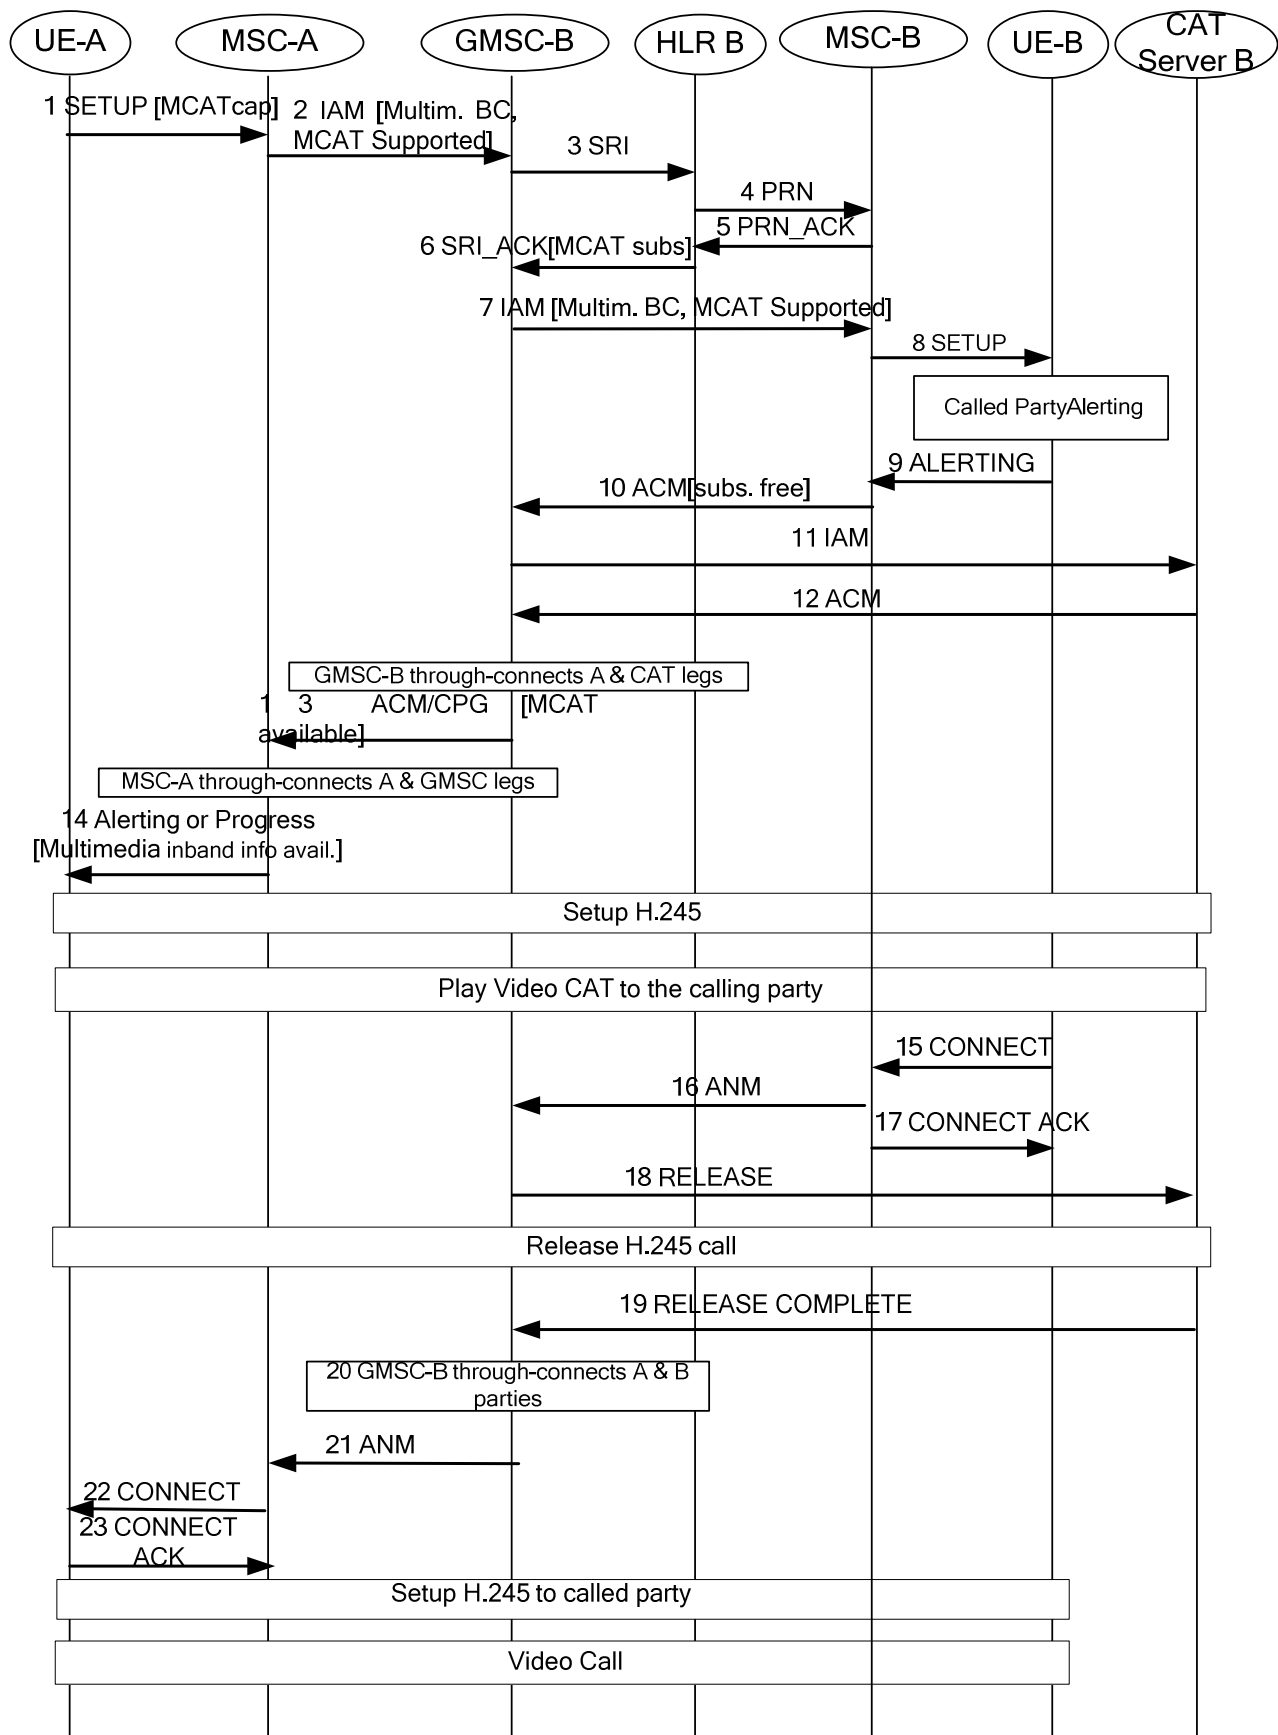 UE-A
MSC-A
GMSC-B
HLR B
MSC-B
UE-B
CAT
Server B
1 SETUP [MCATcap]
2 IAM [Multim. BC,
MCAT Supported]
3 SRI
4 PRN
5 PRN_ACK
6 SRI_ACK[MCAT subs]
7 IAM [Multim. BC, MCAT Supported]
8 SETUP
Called PartyAlerting
9 ALERTING
10 ACM[subs. free]
11 IAM
12 ACM
GMSC-B through-connects A & CAT legs
1 3 ACM/CPG [MCAT
available]
MSC-A through-connects A & GMSC legs
14 Alerting or Progress
[Multimedia inband info avail.]
Setup H.245
Play Video CAT to the calling party
15 CONNECT
16 ANM
17 CONNECT ACK
18 RELEASE
Release H.245 call
19 RELEASE COMPLETE
20 GMSC-B through-connects A & B
parties
21 ANM
22 CONNECT
23 CONNECT
ACK
Setup H.245 to called party
Video Call